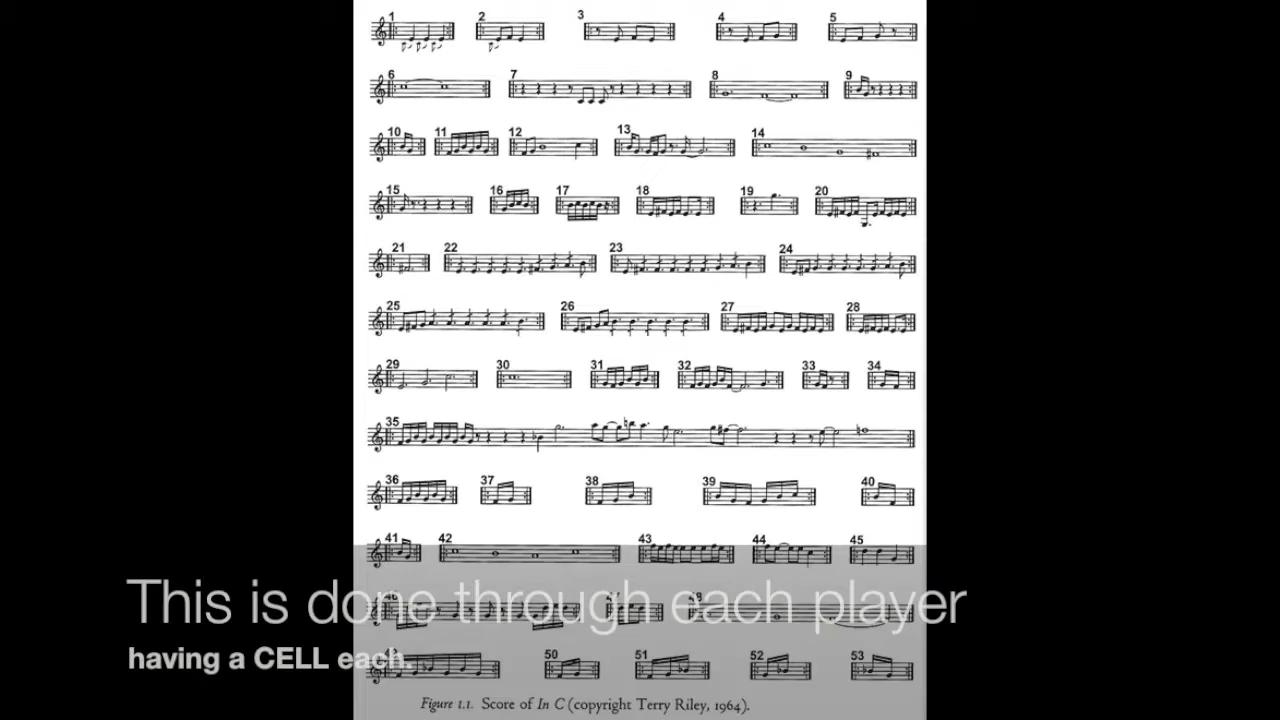 1 2 3 4 5
6 7 8 9
10 11 12 13 14
15 16 17 18 19 20
21 22 23 24
25 26 27 28
29 30 31 32 33 34
35
36 37 38 39 40
41 42 43 44 45
This is done through each player
having a CELL each.
50 51 52 53
Figure 1.1. Score of In C (copyright Terry Riley, 1964).